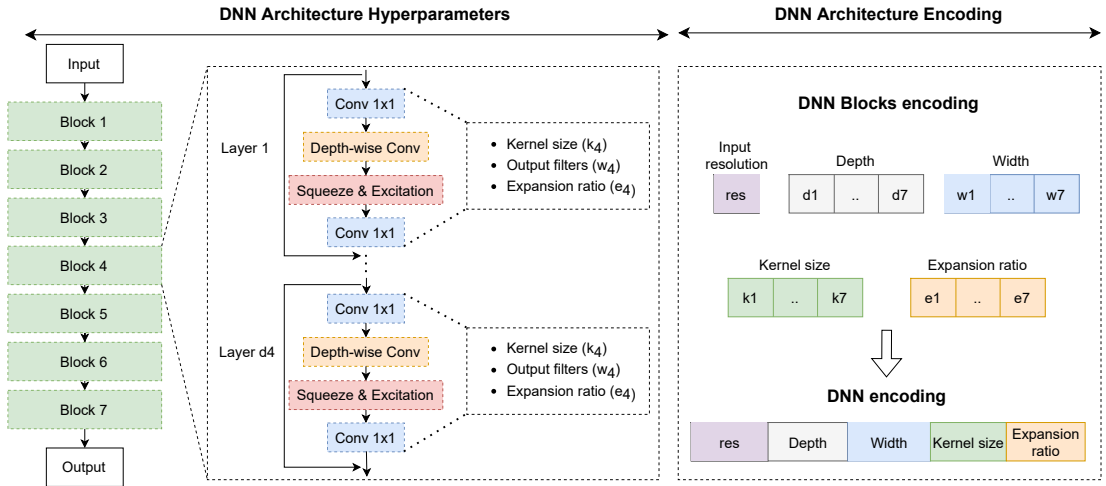 DNN Architecture Hyperparameters
Input
Block 1
Block 2
Block 3
Block 4
Block 5
Block 6
Block 7
Output
Layer 1
Conv 1x1
Depth-wise Conv
Squeeze & Excitation
Conv 1x1
• Kernel size (k4)
• Output filters (w4)
• Expansion ratio (e4)
Layer d4
Conv 1x1
Depth-wise Conv
Squeeze & Excitation
Conv 1x1
• Kernel size (k4)
• Output filters (w4)
• Expansion ratio (e4)
DNN Architecture Encoding
DNN Blocks encoding
Input
resolution
res
Depth
d1 .. d7
Width
w1 .. w7
Kernel size
k1 .. k7
Expansion ratio
e1 .. e7
DNN encoding
res Depth Width Kernel size Expansion
ratio